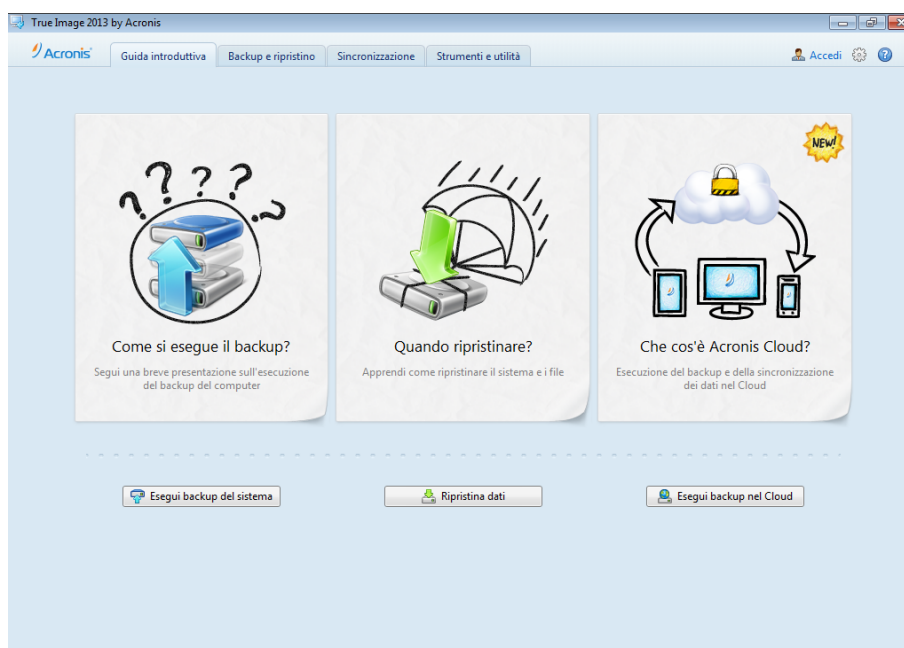 True Image 2013 by Acronis
Acronis
Guida introduttiva
Backup e ripristino
Sincronizzazione
Strumenti e utilità
Accedi
NEW!
Come si esegue il backup?
Segui una breve presentazione sull'esecuzione
del backup del computer
Quando ripristinare?
Apprendi come ripristinare il sistema e i file
Che cos'è Acronis Cloud?
Esecuzione del backup e della sincronizzazione
dei dati nel Cloud
Esegui backup del sistema
Ripristina dati
Esegui backup nel Cloud